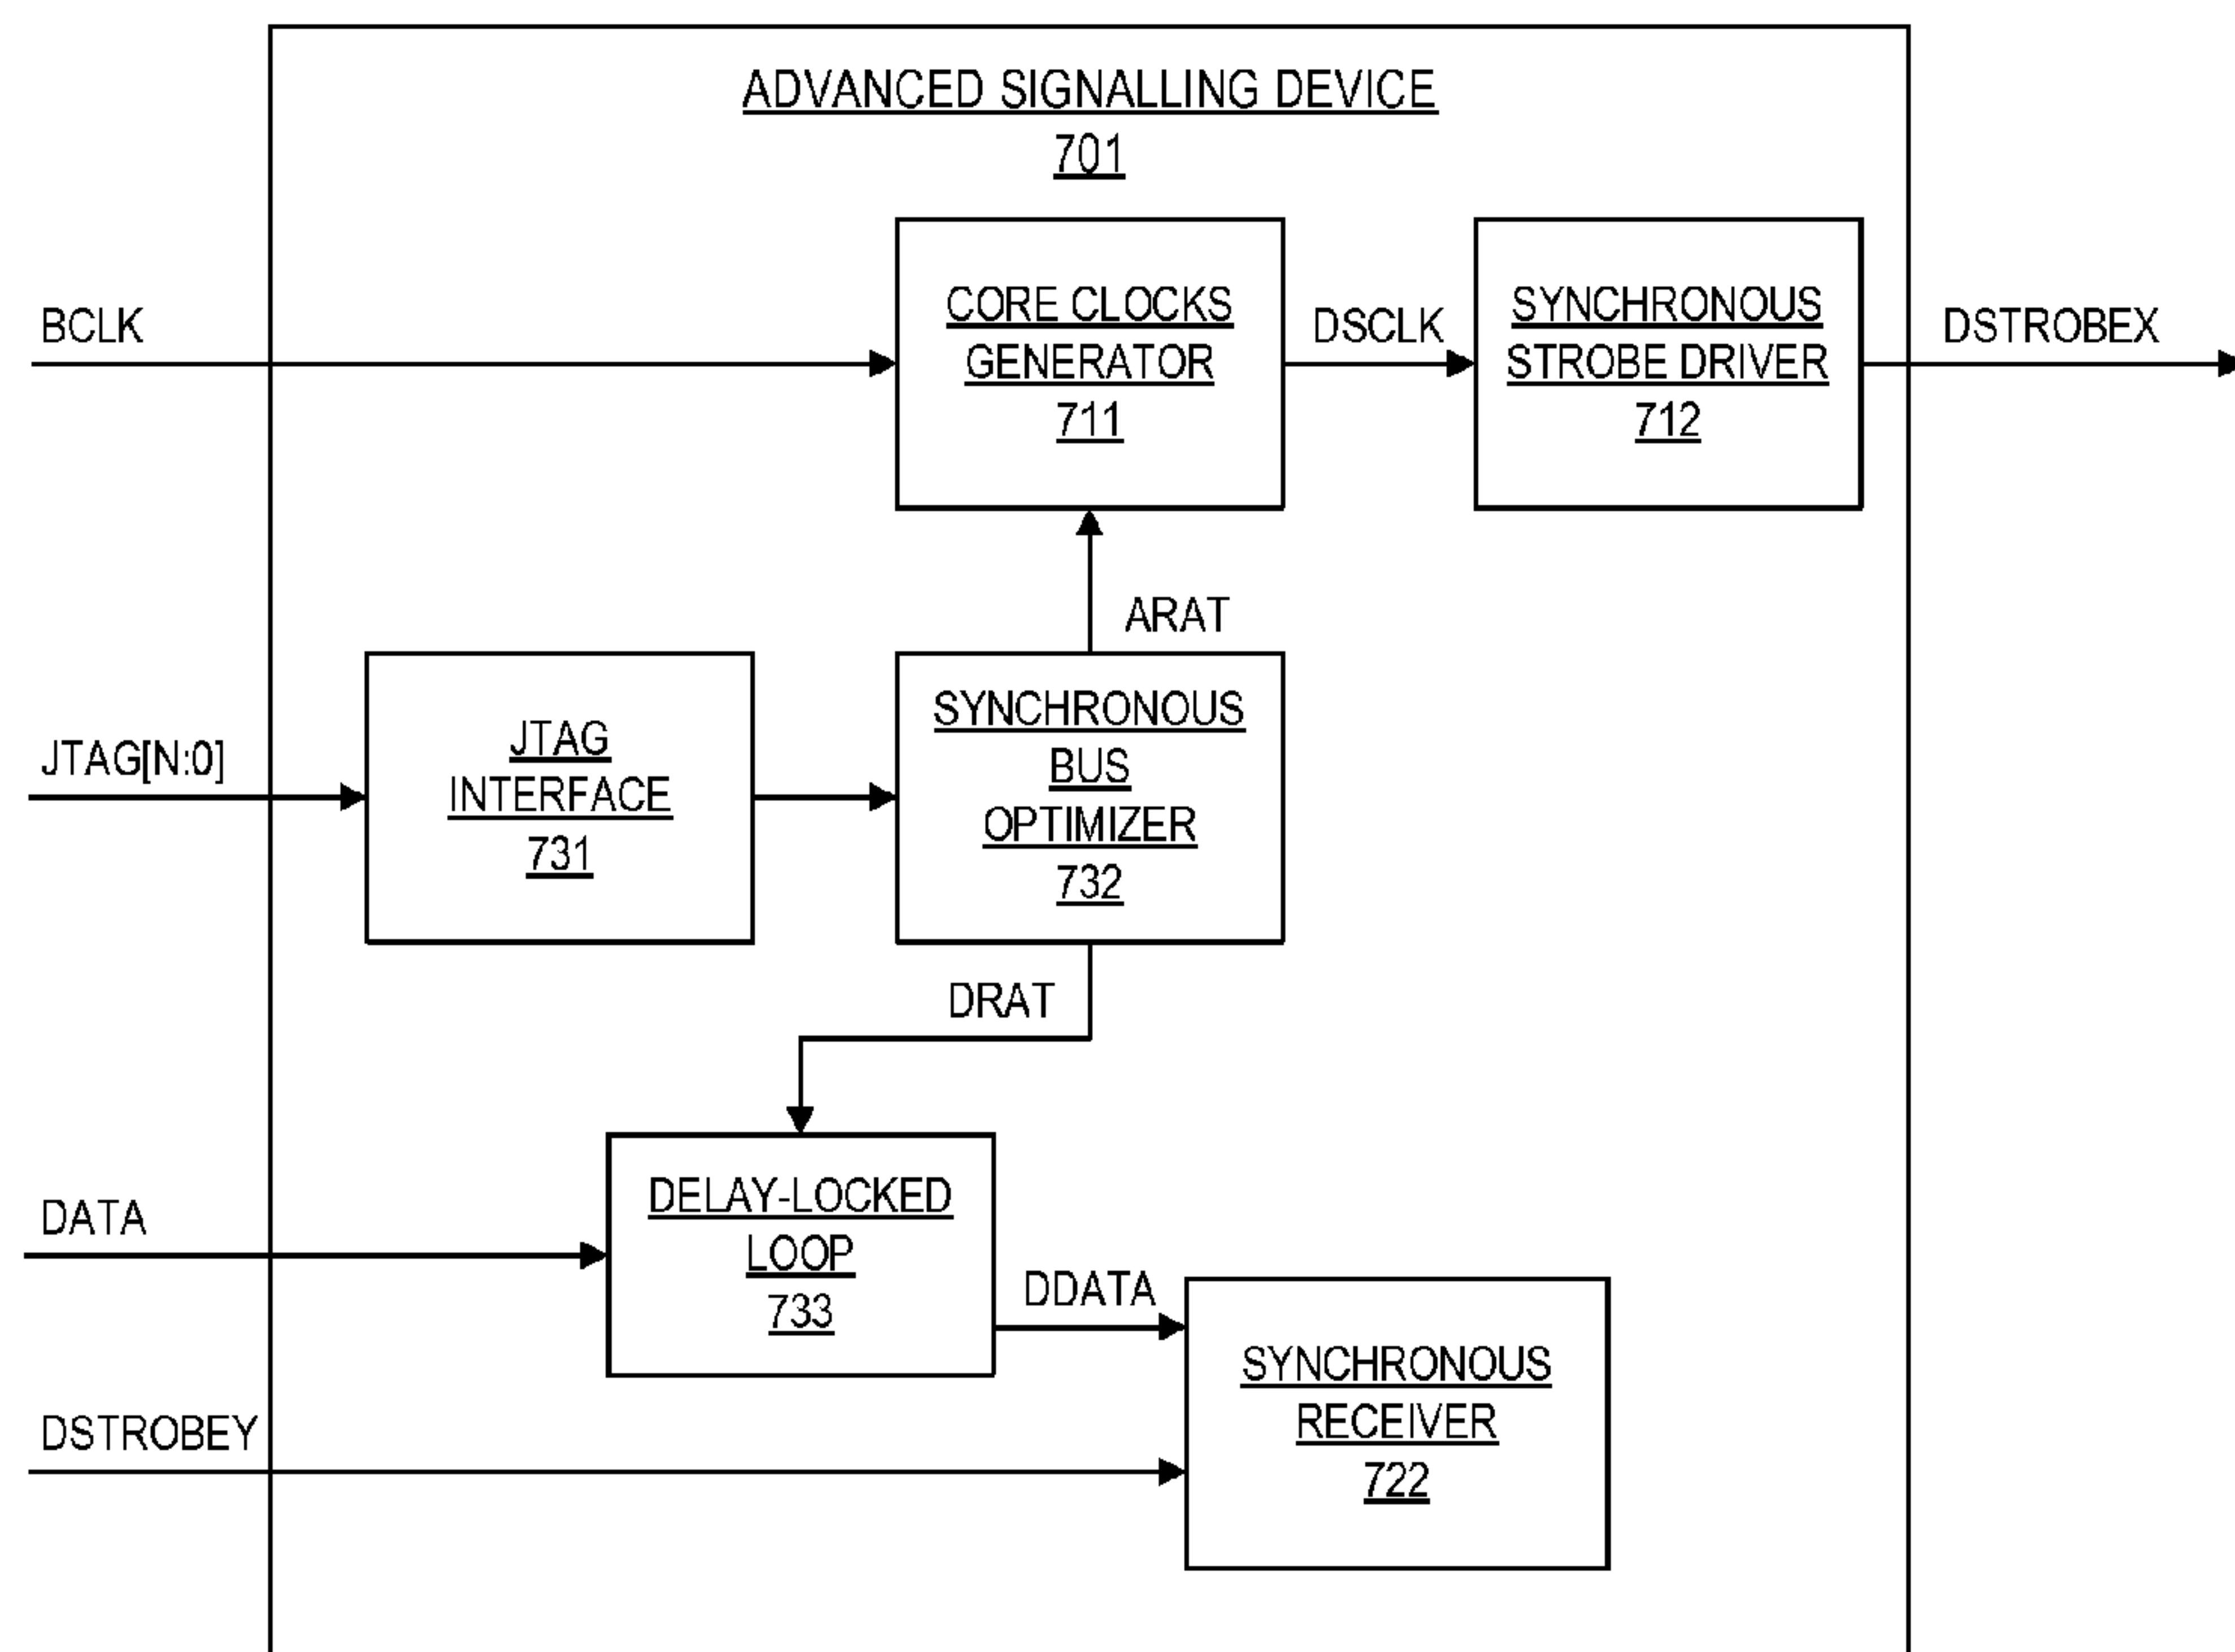 ADVANCED SIGNALLING DEVICE
701
BCLK
CORE CLOCKS
GENERATOR
711
DSCLK
SYNCHRONOUS
STROBE DRIVER
712
DSTROBEX
ARAT
JTAG[N:0]
JTAG
INTERFACE
731
SYNCHRONOUS
BUS
OPTIMIZER
732
DRAT
DATA
DELAY-LOCKED
LOOP
733
DDATA
DSTROBEY
SYNCHRONOUS
RECEIVER
722